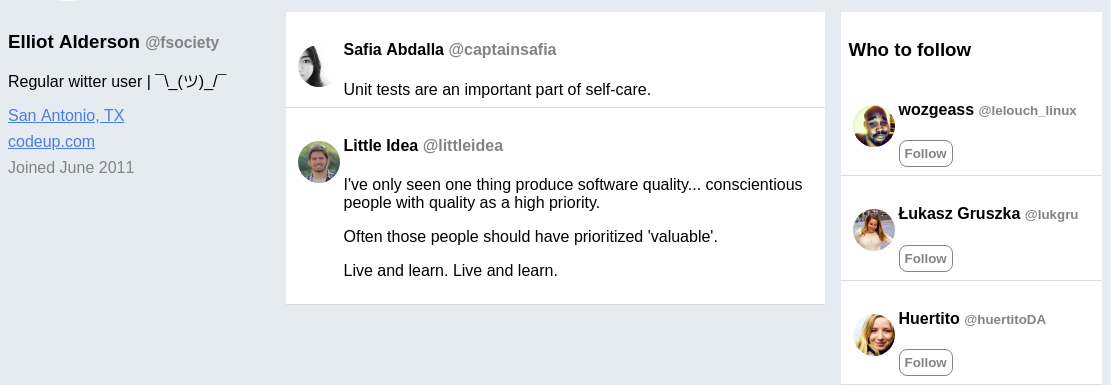 Elliot Alderson @fsociety
Regular witter user | ¯\_(ツ)_/¯
San Antonio, TX
codeup.com
Joined June 2011
Safia Abdalla @captainsafia
Unit tests are an important part of self-care.
Little Idea @littleidea
I've only seen one thing produce software quality... conscientious
people with quality as a high priority.
Often those people should have prioritized 'valuable'.
Live and learn. Live and learn.
Who to follow
wozgeass @lelouch_linux
Follow
Łukasz Gruszka @lukgru
Follow
Huertito @huertitoDA
Follow